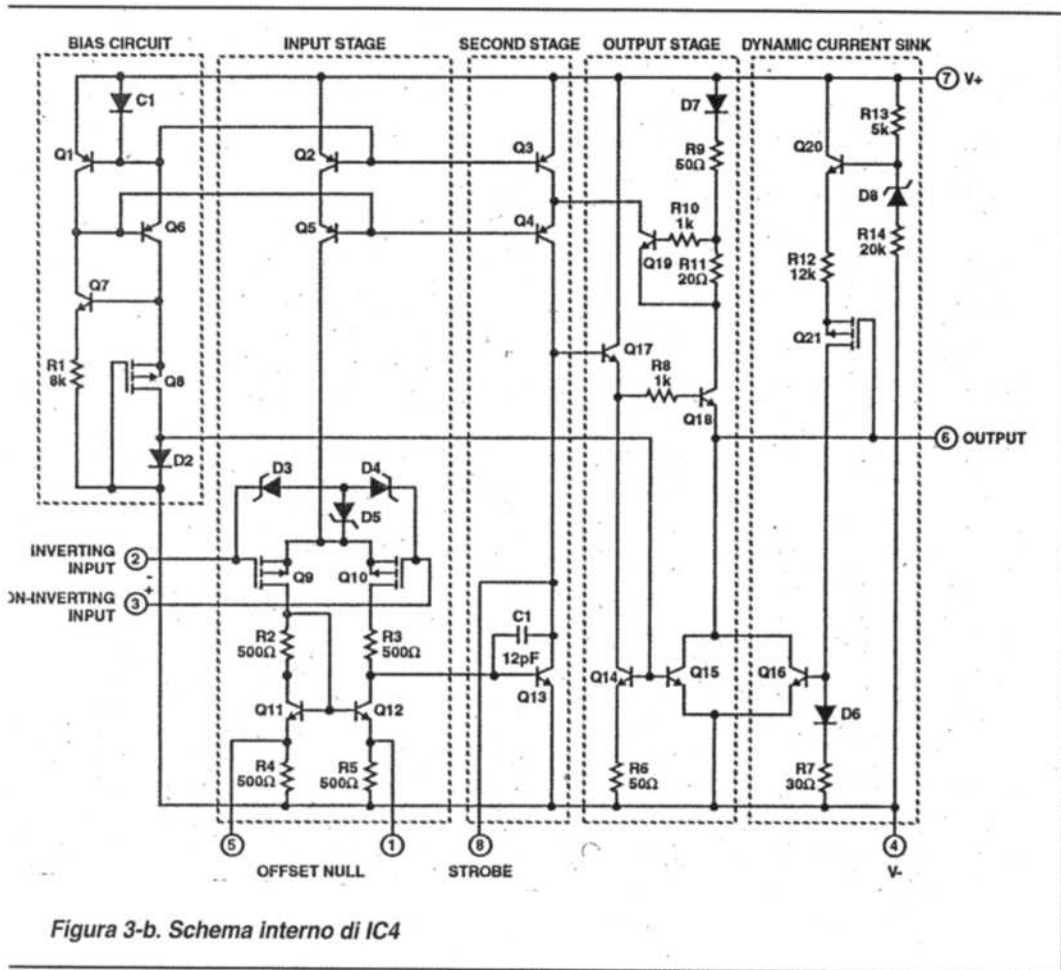 BIAS CIRCUIT
INPUT STAGE
SECOND STAGE
OUTPUT STAGE
DYNAMIC CURRENT SINK
7 V+
C1
D7
R13
5k
Q1
Q2
Q3
R9
50Ω
Q20
D8
Q6
Q5
Q4
R10
1k
Q19
R11
20Ω
R14
20k
R12
12k
Q7
Q17
Q21
R1
8k
Q8
R8
1k
Q18
6 OUTPUT
D2
D3
D4
D5
INVERTING
INPUT
2
-
Q9
Q10
+
3
ON-INVERTING
INPUT
R2
500Ω
R3
500Ω
C1
12pF
Q13
Q14
Q15
Q16
Q11
Q12
D6
R4
500Ω
R5
500Ω
R6
50Ω
R7
30Ω
5
1
8
4
OFFSET NULL
STROBE
V-
Figura 3-b. Schema interno di IC4